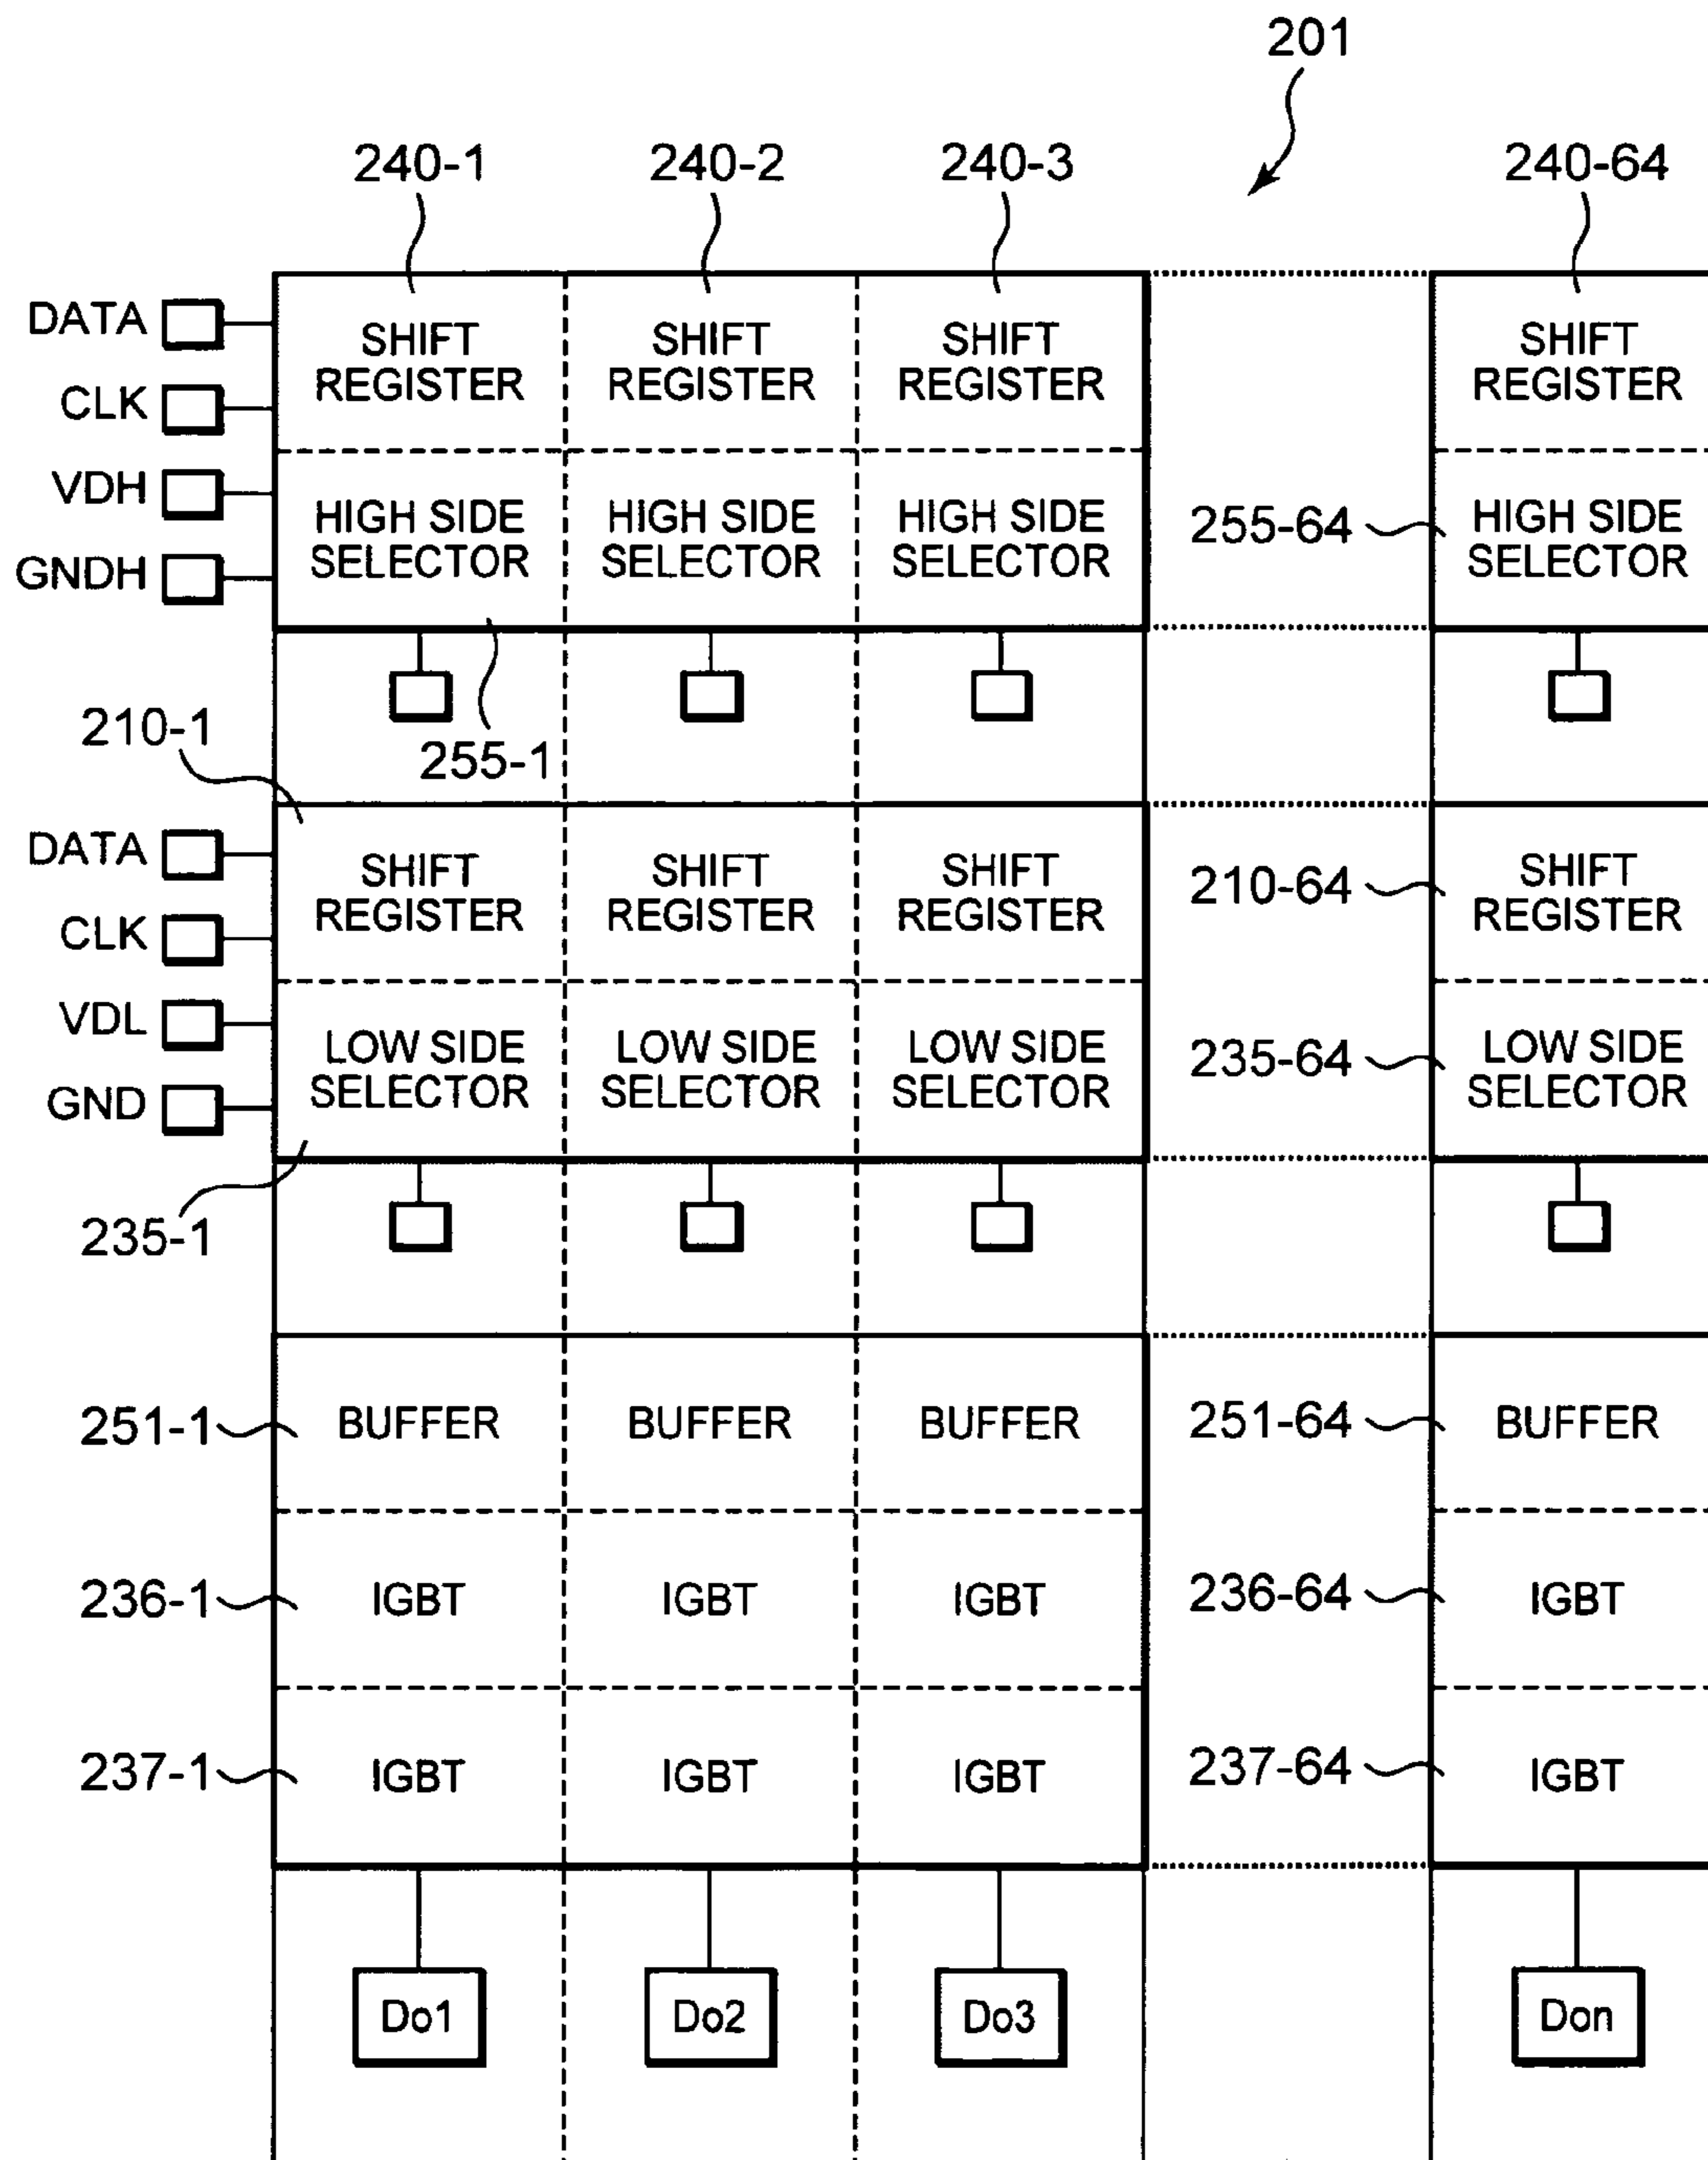 201
240-1 240-2 240-3 240-64
DATA
CLK
VDH
GNDH
SHIFT REGISTER
SHIFT REGISTER
SHIFT REGISTER
SHIFT REGISTER
HIGH SIDE SELECTOR
HIGH SIDE SELECTOR
HIGH SIDE SELECTOR
255-64
HIGH SIDE SELECTOR
210-1
255-1
DATA
CLK
VDL
GND
SHIFT REGISTER
SHIFT REGISTER
SHIFT REGISTER
210-64
SHIFT REGISTER
LOW SIDE SELECTOR
LOW SIDE SELECTOR
LOW SIDE SELECTOR
235-64
LOW SIDE SELECTOR
235-1
251-1 BUFFER BUFFER BUFFER 251-64 BUFFER
236-1 IGBT IGBT IGBT 236-64 IGBT
237-1 IGBT IGBT IGBT 237-64 IGBT
Do1 Do2 Do3 Don